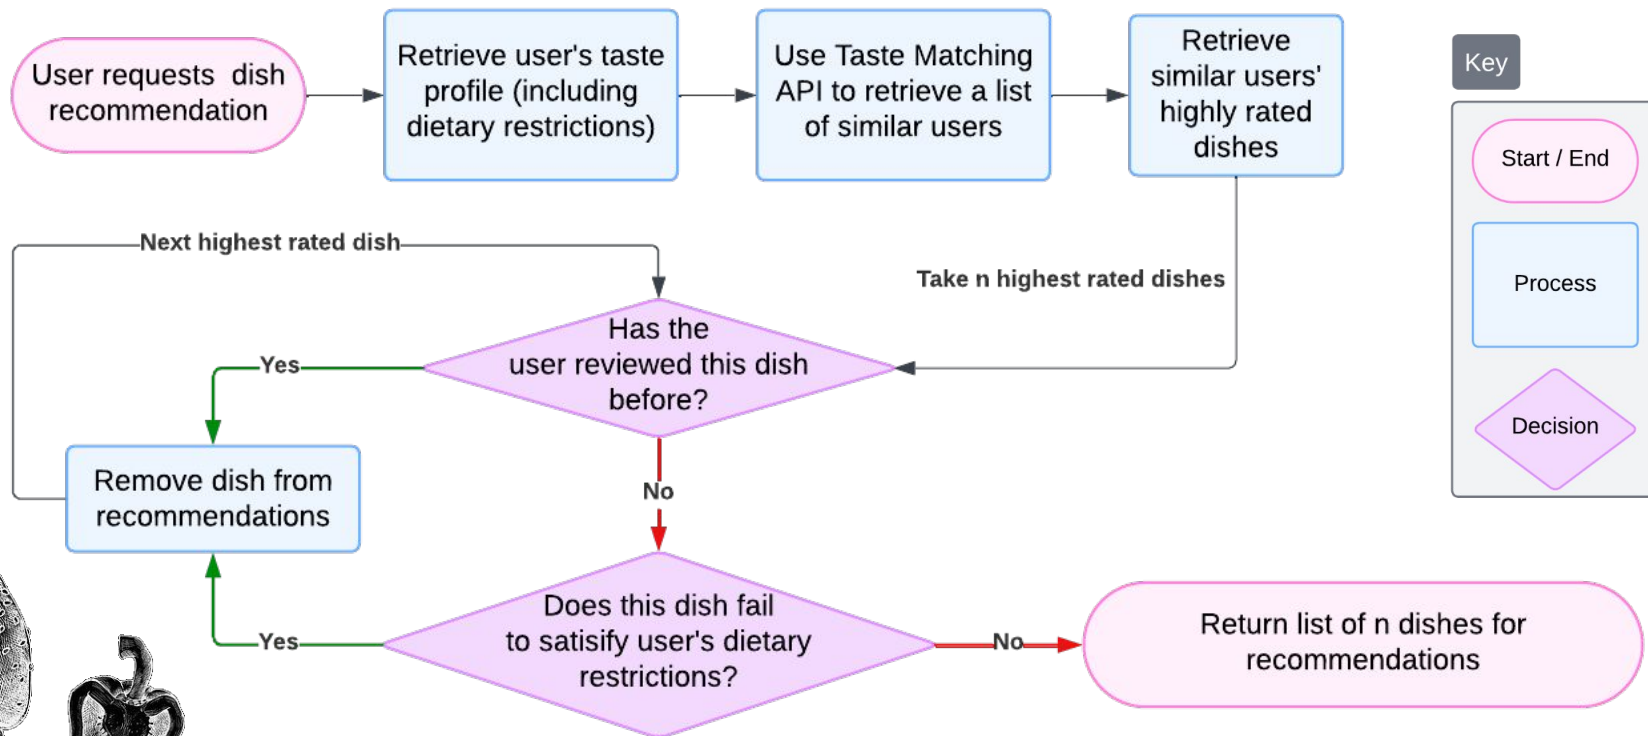 User requests dish
recommendation
Retrieve user's taste
profile (including
dietary restrictions)
Use Taste Matching
API to retrieve a list
of similar users
Retrieve
similar users'
highly rated
dishes
Key
Start / End
Process
Decision
Next highest rated dish
Take n highest rated dishes
Has the
user reviewed this dish
before?
Yes
No
Remove dish from
recommendations
Does this dish fail
to satisify user's dietary
restrictions?
Yes
No
Return list of n dishes for
recommendations